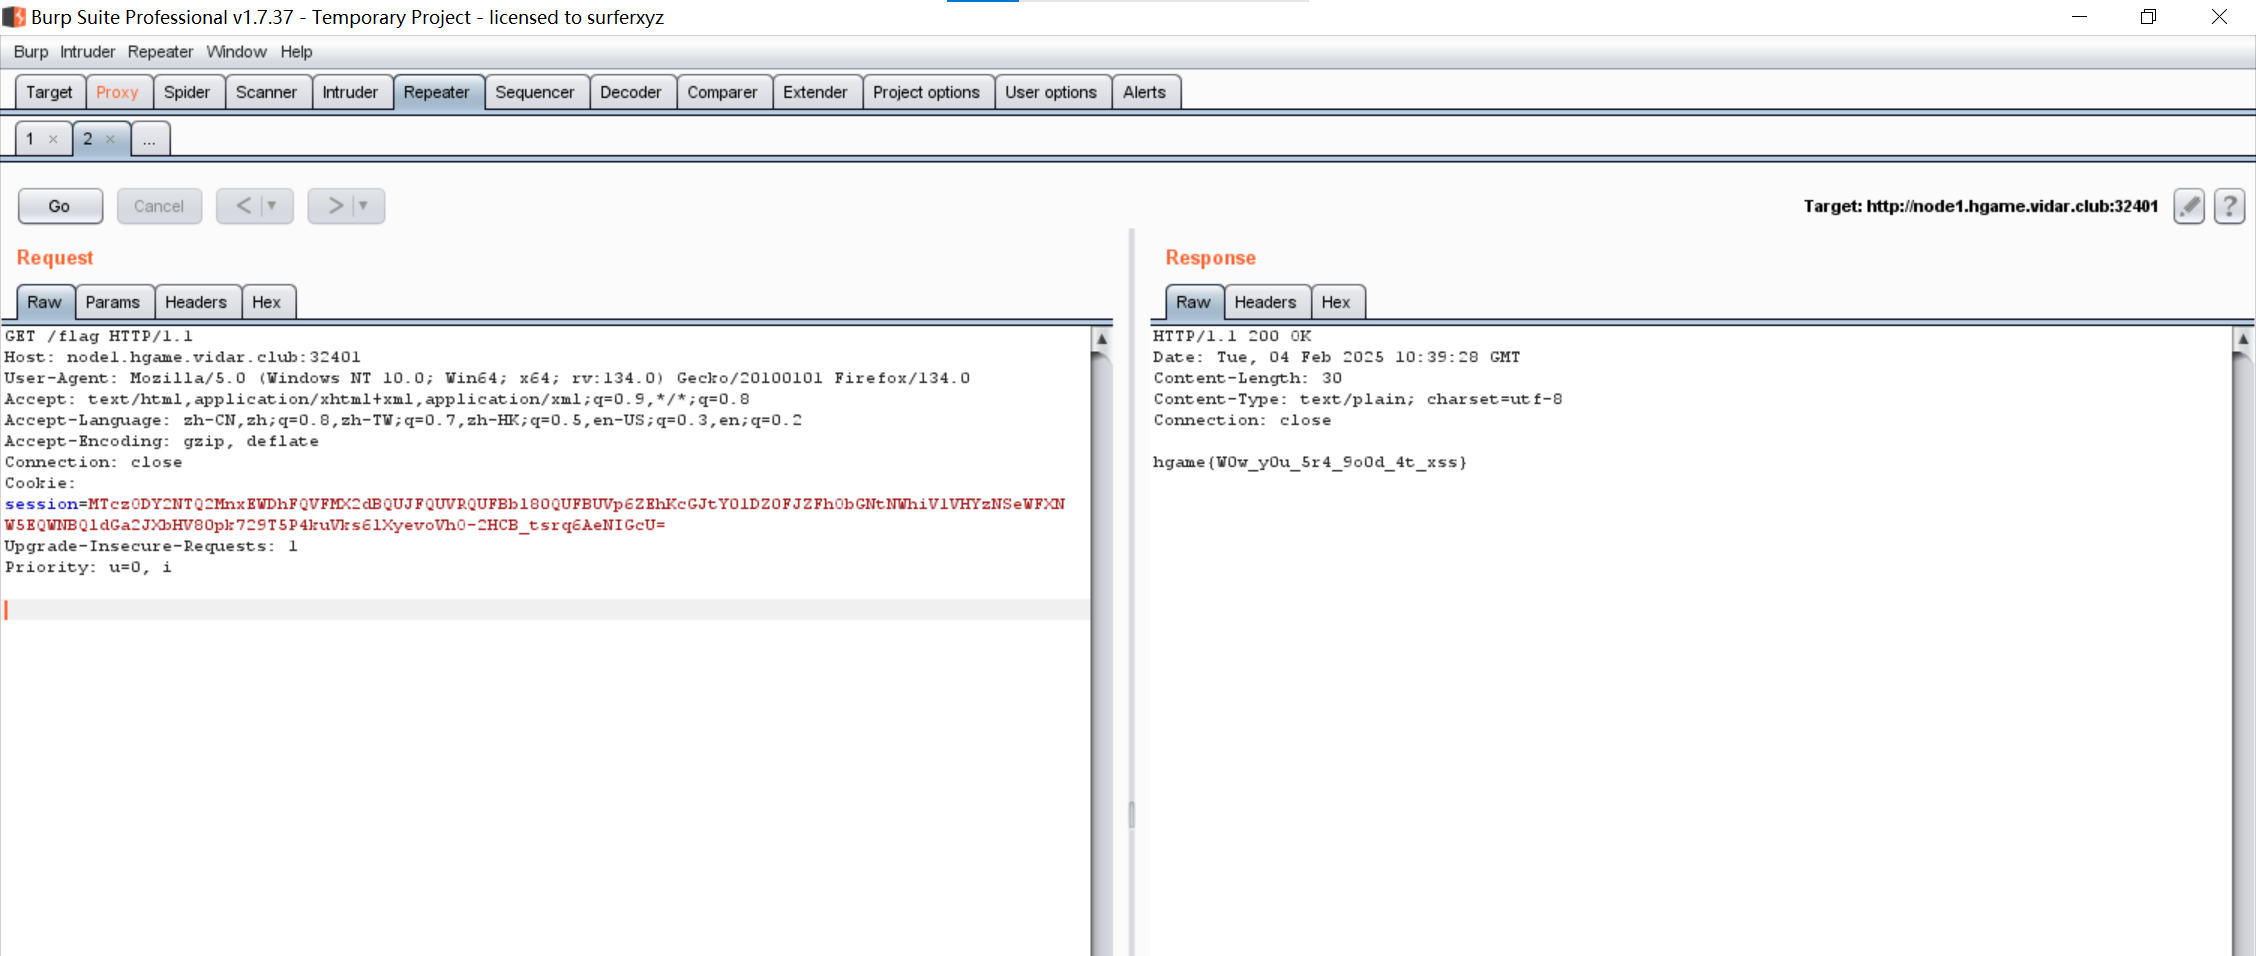 Burp Suite Professional v1.7.37 - Temporary Project - licensed to surferxyz
Burp Intruder Repeater Window Help
Target Proxy Spider Scanner Intruder Repeater Sequencer Decoder Comparer Extender Project options User options Alerts
1 × 2 × ...
Go Cancel < > Target: http://node1.hgame.vidar.club:32401 ?
Request
Raw Params Headers Hex
GET /flag HTTP/1.1
Host: node1.hgame.vidar.club:32401
User-Agent: Mozilla/5.0 (Windows NT 10.0; Win64; x64; rv:134.0) Gecko/20100101 Firefox/134.0
Accept: text/html,application/xhtml+xml,application/xml;q=0.9,*/*;q=0.8
Accept-Language: zh-CN,zh;q=0.8,zh-TW;q=0.7,zh-HK;q=0.5,en-US;q=0.3,en;q=0.2
Accept-Encoding: gzip, deflate
Connection: close
Cookie:
session=MTcz0DY2NTQ2MnxEWDhFQVFMX2dBQUJFQUVRQUFBbl80QUFBUVp6ZEhKcGJtY01DZ0FJZFhObGNtNWhiV1VHYzNSeWFXN
W5EQWNBQldGa2JXbHV80pk729T5P4kuVks61XyevoVh0-2HCB_tsrq6AeNIGcU=
Upgrade-Insecure-Requests: 1
Priority: u=0, i
Response
Raw Headers Hex
HTTP/1.1 200 OK
Date: Tue, 04 Feb 2025 10:39:28 GMT
Content-Length: 30
Content-Type: text/plain; charset=utf-8
Connection: close
hgame{W0w_y0u_5r4_9o0d_4t_xss}